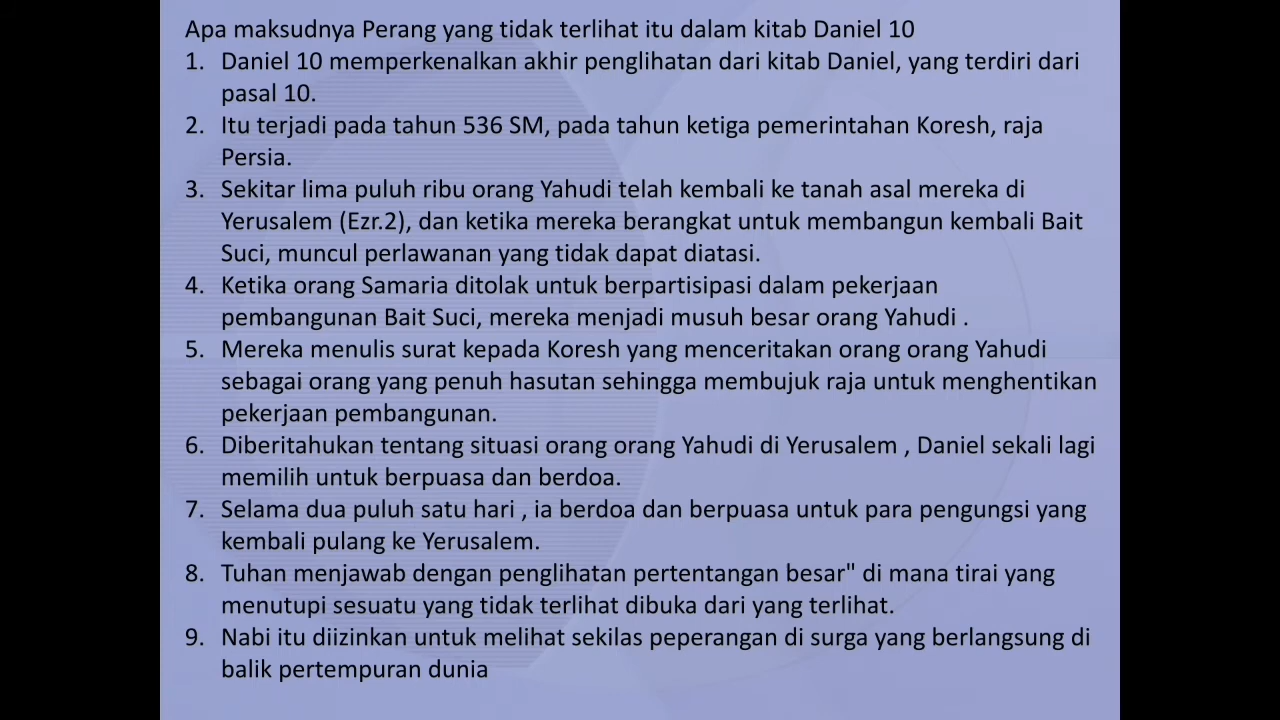 Apa maksudnya Perang yang tidak terlihat itu dalam kitab Daniel 10
1. Daniel 10 memperkenalkan akhir penglihatan dari kitab Daniel, yang terdiri dari
pasal 10.
2. Itu terjadi pada tahun 536 SM, pada tahun ketiga pemerintahan Koresh, raja
Persia.
3. Sekitar lima puluh ribu orang Yahudi telah kembali ke tanah asal mereka di
Yerusalem (Ezr.2), dan ketika mereka berangkat untuk membangun kembali Bait
Suci, muncul perlawanan yang tidak dapat diatasi.
4. Ketika orang Samaria ditolak untuk berpartisipasi dalam pekerjaan
pembangunan Bait Suci, mereka menjadi musuh besar orang Yahudi .
5. Mereka menulis surat kepada Koresh yang menceritakan orang orang Yahudi
sebagai orang yang penuh hasutan sehingga membujuk raja untuk menghentikan
pekerjaan pembangunan.
6. Diberitahukan tentang situasi orang orang Yahudi di Yerusalem , Daniel sekali lagi
memilih untuk berpuasa dan berdoa.
7. Selama dua puluh satu hari , ia berdoa dan berpuasa untuk para pengungsi yang
kembali pulang ke Yerusalem.
8. Tuhan menjawab dengan penglihatan pertentangan besar" di mana tirai yang
menutupi sesuatu yang tidak terlihat dibuka dari yang terlihat.
9. Nabi itu diizinkan untuk melihat sekilas peperangan di surga yang berlangsung di
balik pertempuran dunia